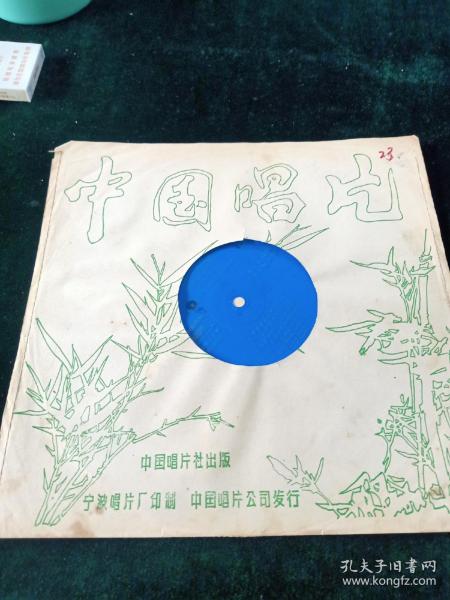 23
中国唱片
中国唱片社出版
宁波唱片厂印制 中国唱片公司发行
孔夫子旧书网
www.kongfz.com